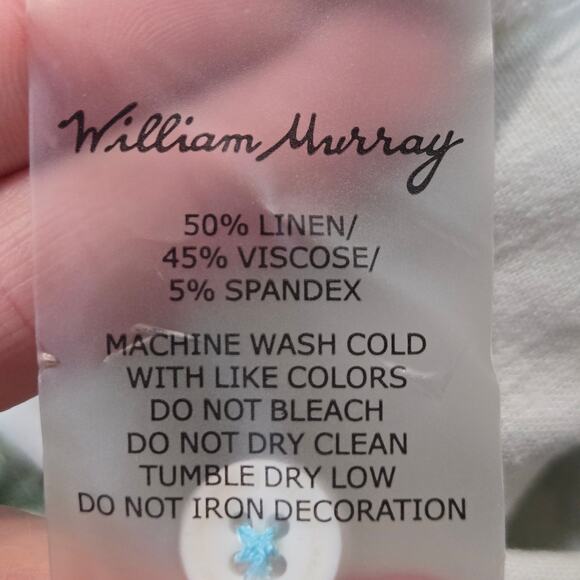 William Murray
50% LINEN/
45% VISCOSE/
5% SPANDEX
MACHINE WASH COLD
WITH LIKE COLORS
DO NOT BLEACH
DO NOT DRY CLEAN
TUMBLE DRY LOW
DO NOT IRON DECORATION